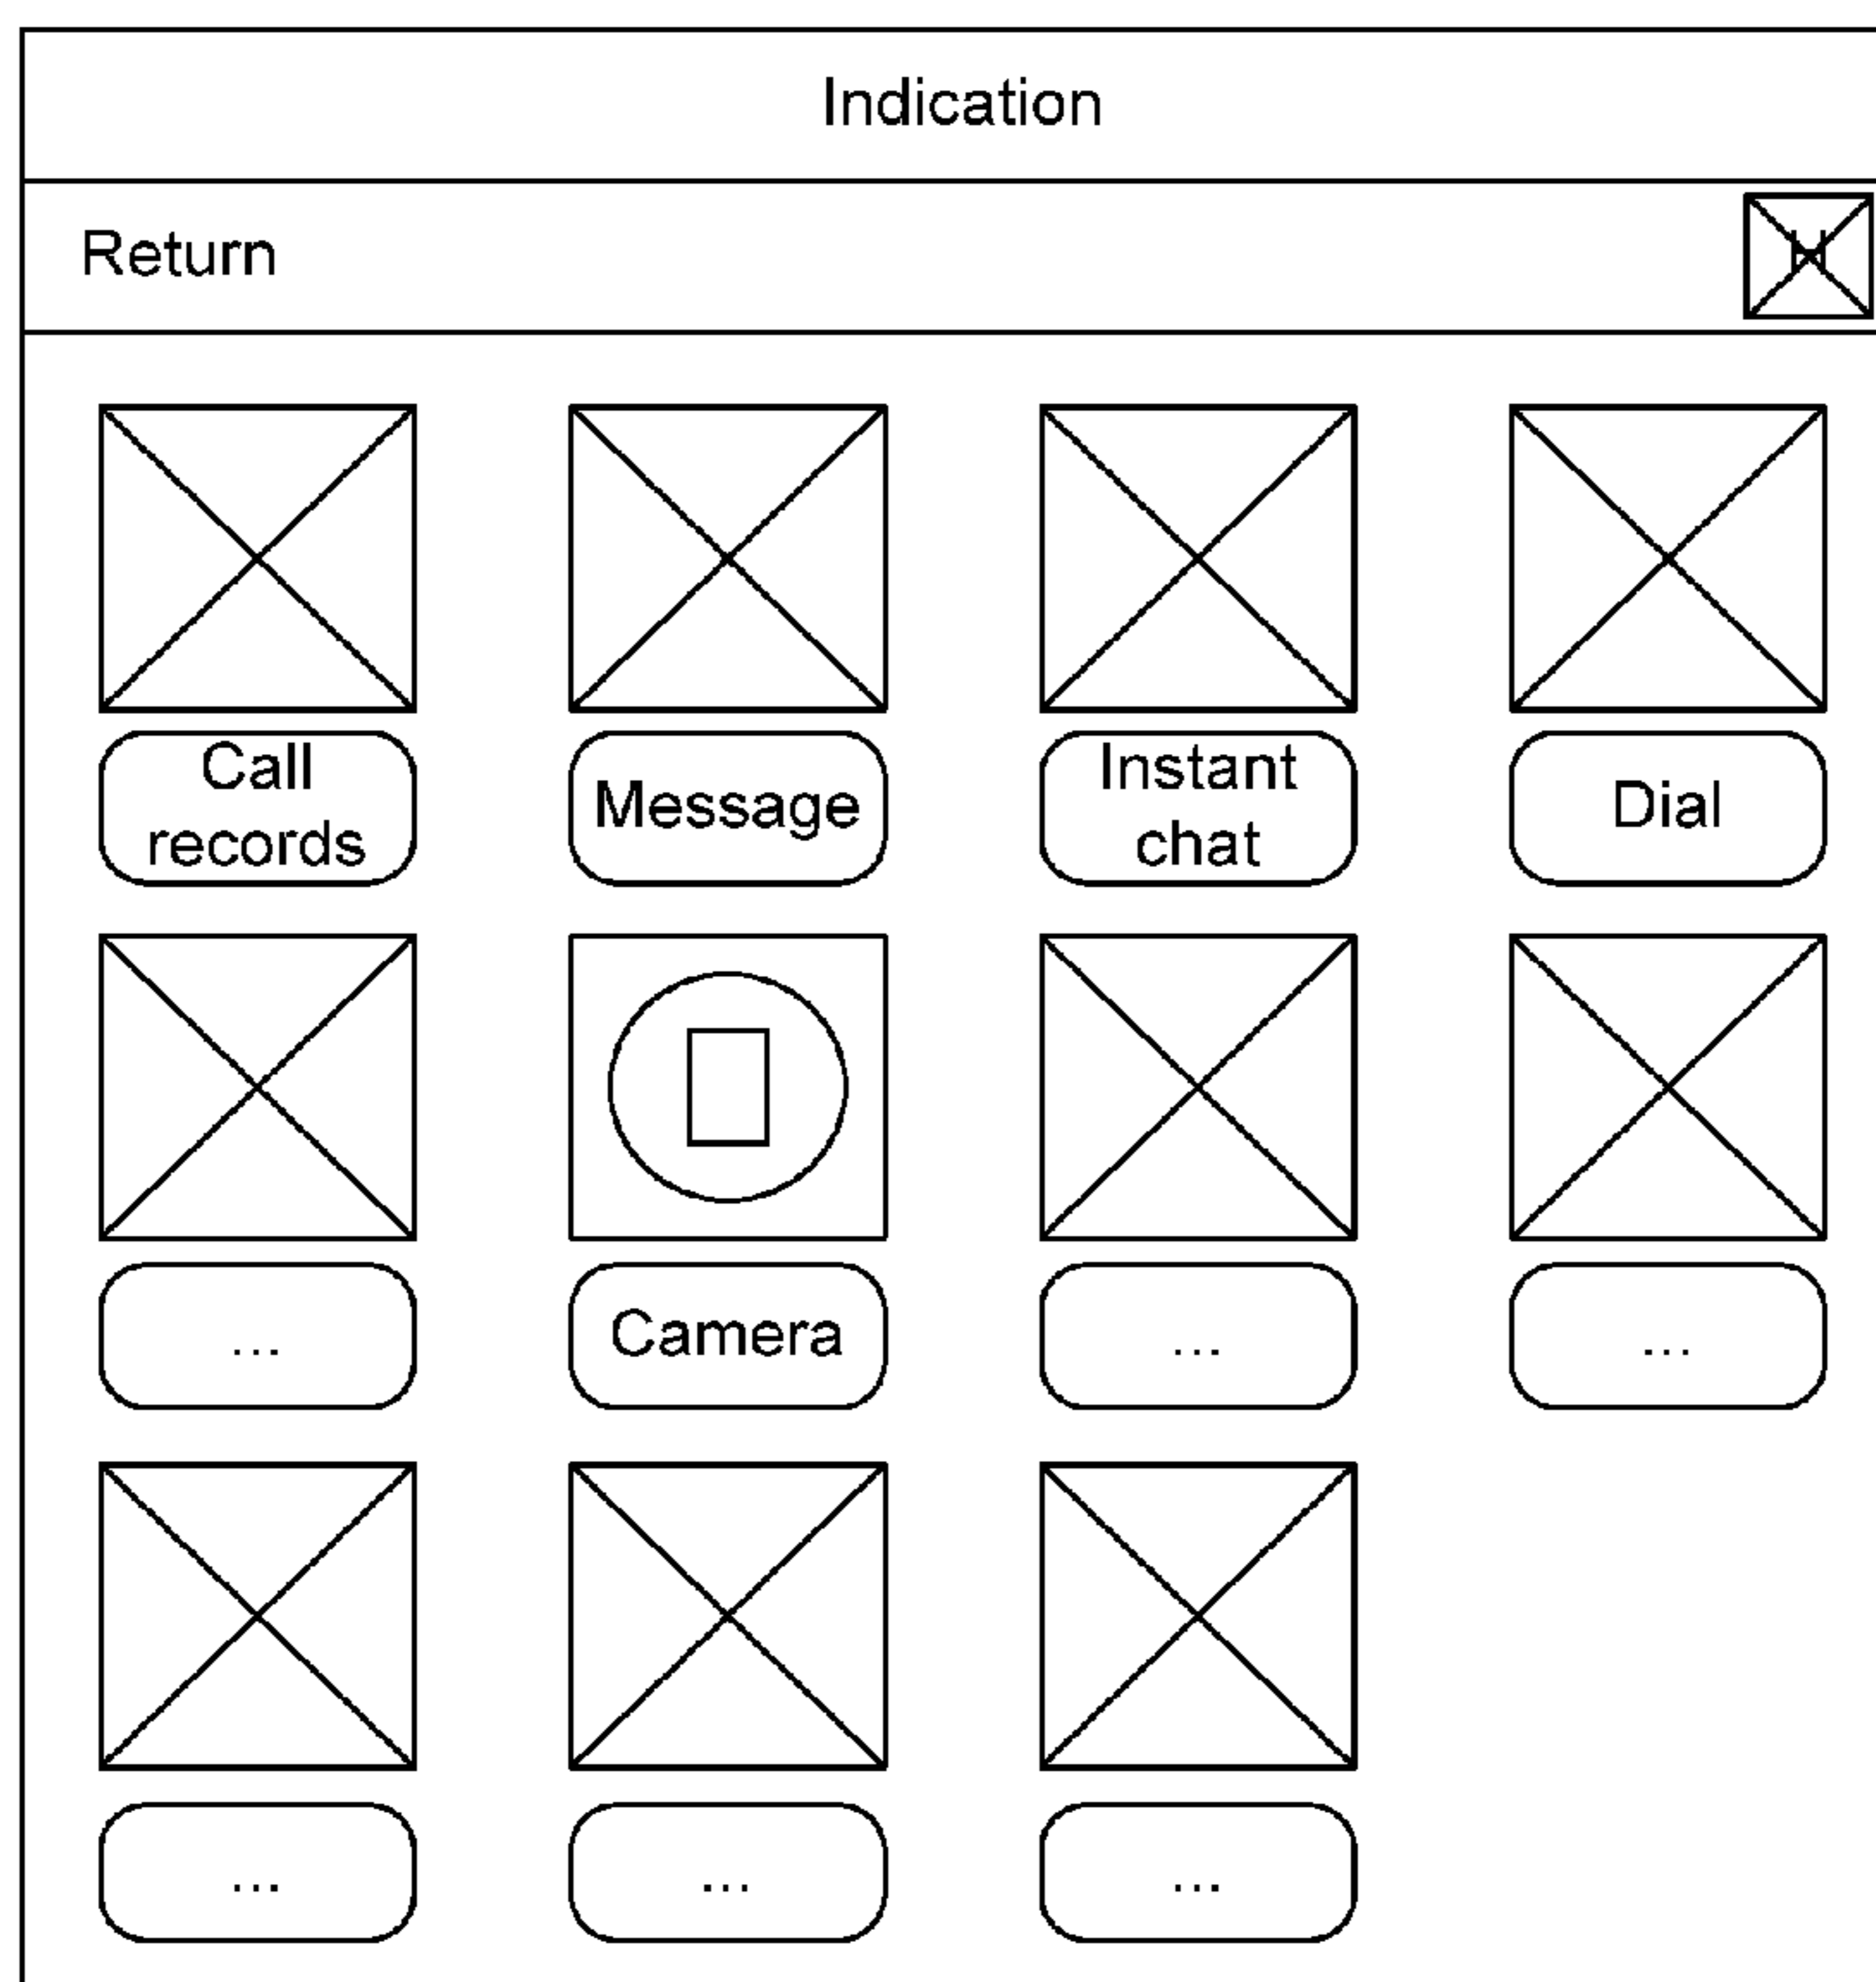 Indication
Return
H
Call
records
Message
Instant
chat
Dial
...
Camera
...
...
...
...
...